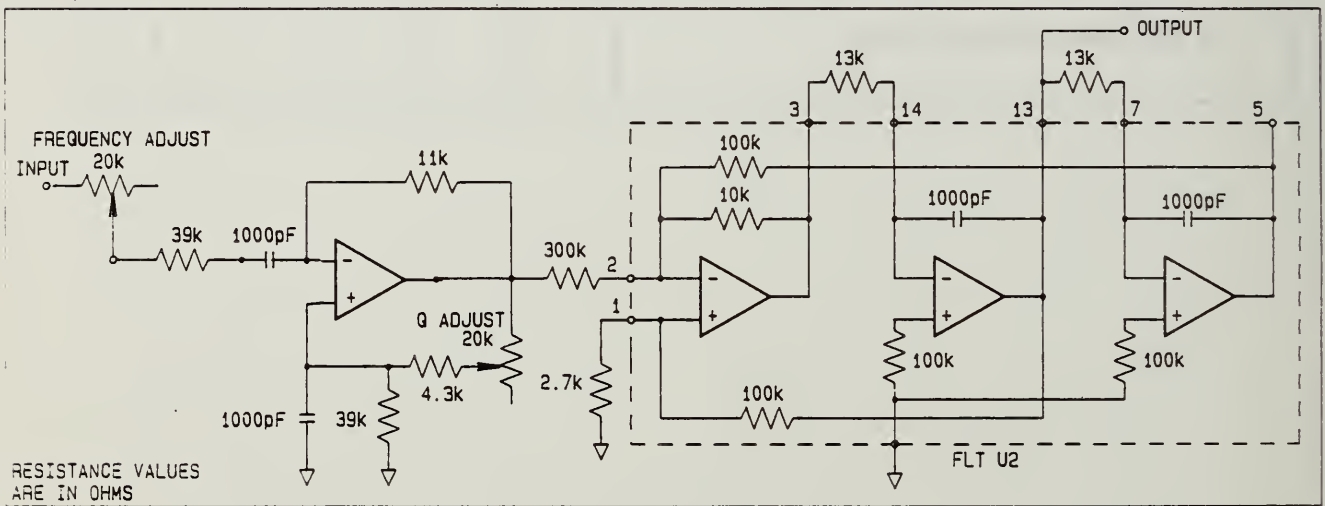 OUTPUT
13k
13k
3
14
13
7
5
FREQUENCY ADJUST
20k
INPUT
11k
100k
10k
1000pF
1000pF
39k
1000pF
300k
2
-
-
-
-
+
+
+
+
1
Q ADJUST
20k
4.3k
2.7k
100k
100k
100k
1000pF
39k
FLT U2
RESISTANCE VALUES
ARE IN OHMS